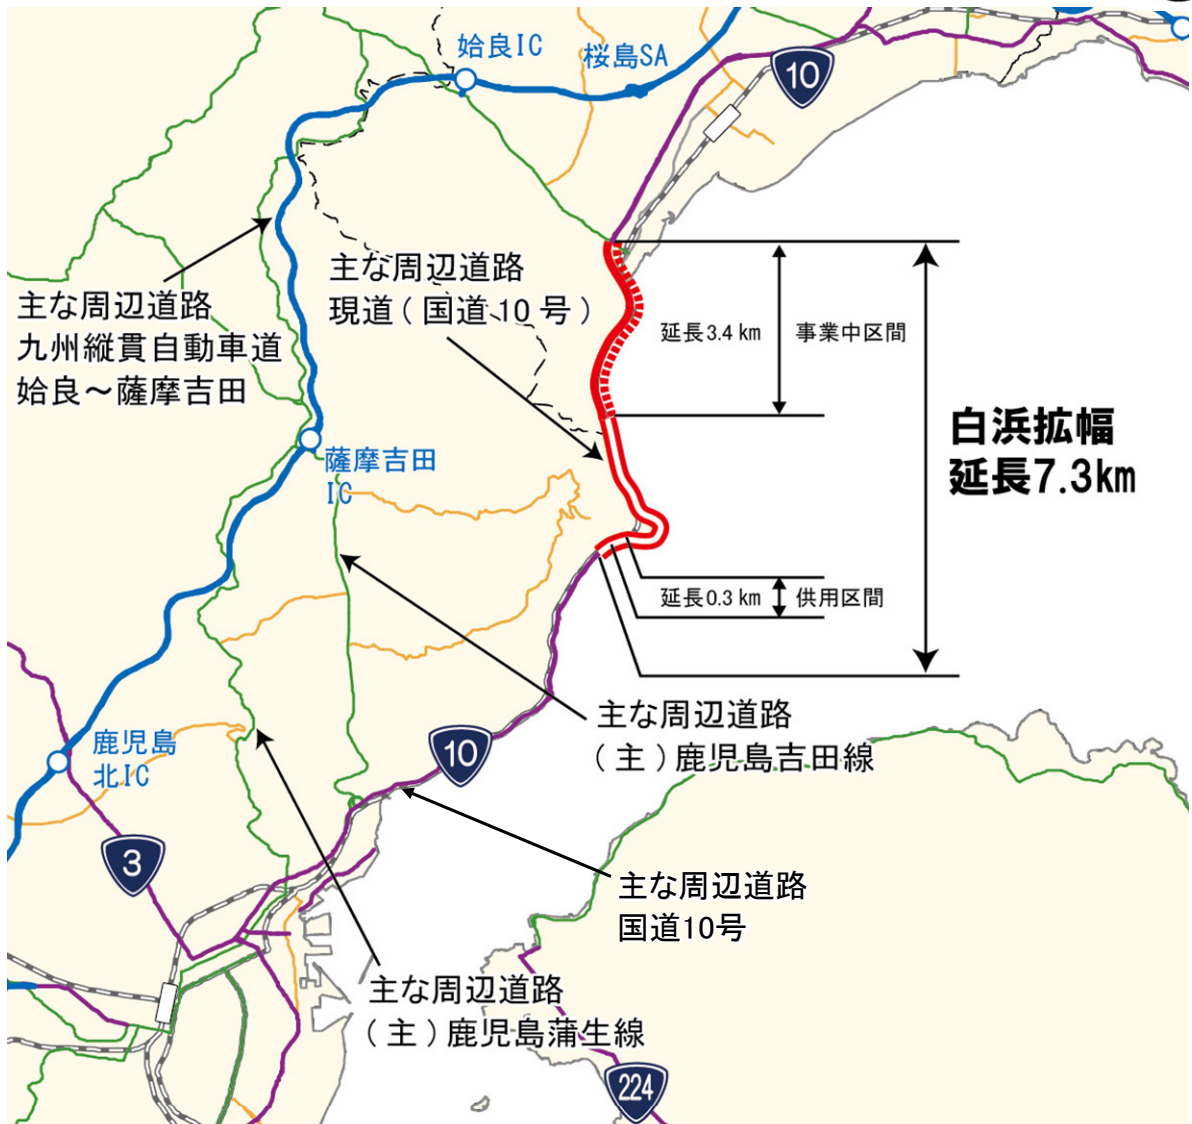 姶良IC
桜島SA
10
主な周辺道路
九州縦貫自動車道
姶良～薩摩吉田
主な周辺道路
現道(国道10号)
延長3.4km
事業中区間
白浜拡幅
延長7.3km
薩摩吉田
IC
延長0.3km
供用区間
主な周辺道路
(主)鹿児島吉田線
鹿児島
北IC
10
3
主な周辺道路
国道10号
主な周辺道路
(主)鹿児島蒲生線
224